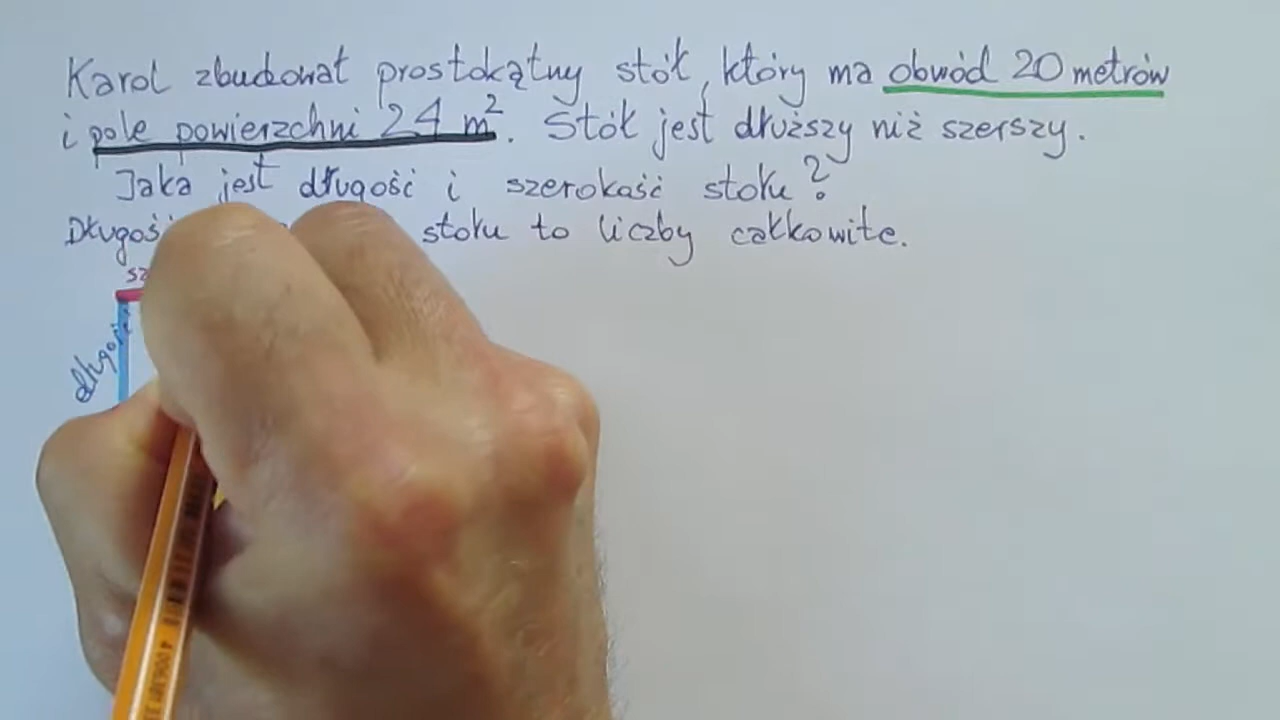 Karol zbudował prostokątny stół, który ma obwód 20 metrów
i pole powierzchni 24 m². Stół jest dłuższy niż szerszy.
Jaka jest długość i szerokość stołu?
stołu to liczby całkowite.
długość